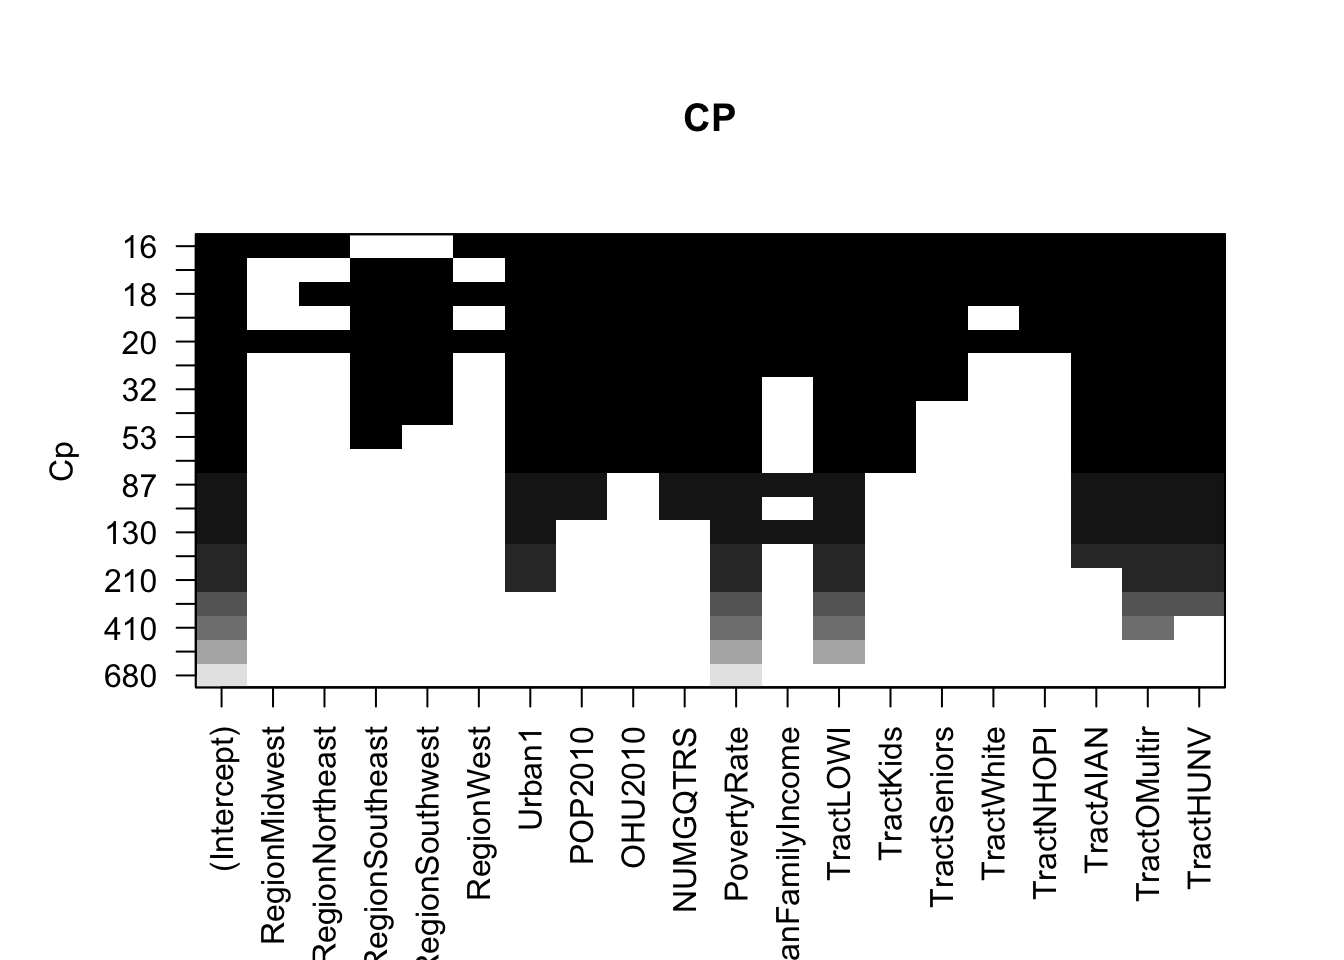 CP
Cp
16
18
20
32
53
87
130
210
410
680
(Intercept)
RegionMidwest
RegionNortheast
RegionSoutheast
RegionSouthwest
RegionWest
Urban1
POP2010
OHU2010
NUMGQTRS
PovertyRate
anFamilyIncome
TractLOWI
TractKids
TractSeniors
TractWhite
TractNHOPI
TractAIAN
TractOMultir
TractHUNV